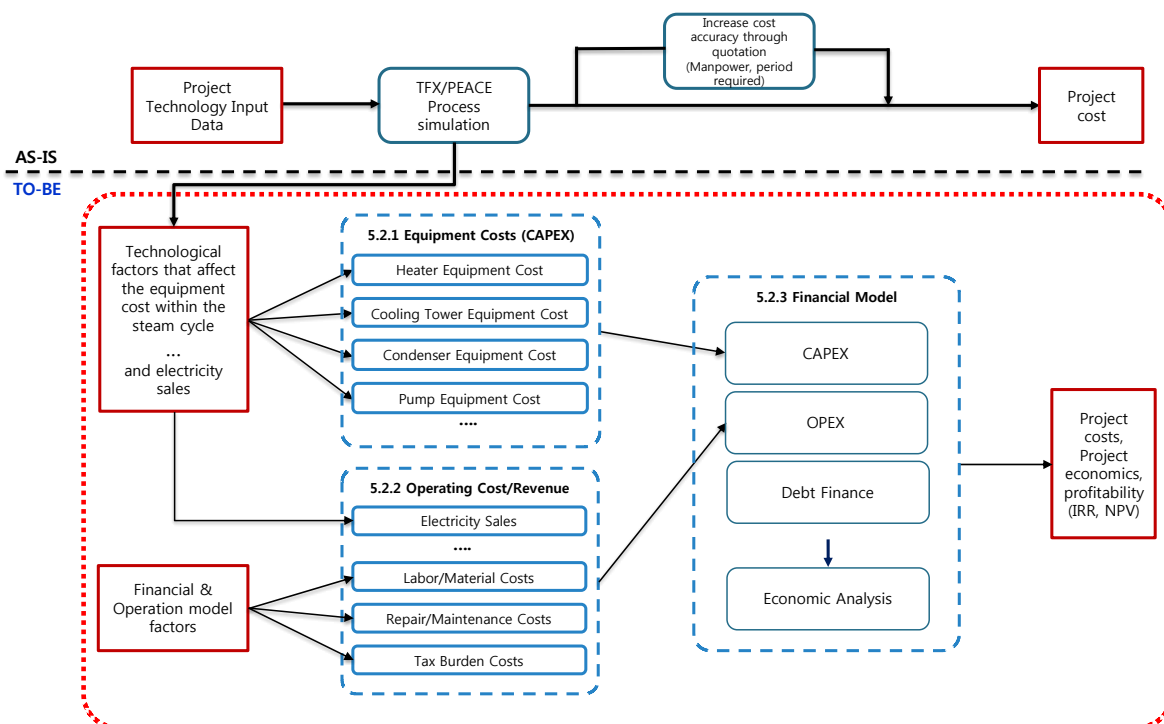 Increase cost
accuracy through
quotation
(Manpower, period
required)
Project
Technology Input
Data
TFX/PEACE
Process
simulation
Project
cost
AS-IS
TO-BE
Technological
factors that affect
the equipment
cost within the
steam cycle
...
and electricity
sales
5.2.1 Equipment Costs (CAPEX)
Heater Equipment Cost
Cooling Tower Equipment Cost
Condenser Equipment Cost
Pump Equipment Cost
....
5.2.2 Operating Cost/Revenue
Electricity Sales
....
Labor/Material Costs
Repair/Maintenance Costs
Tax Burden Costs
Financial &
Operation model
factors
5.2.3 Financial Model
CAPEX
OPEX
Debt Finance
Economic Analysis
Project
costs,
Project
economics,
profitability
(IRR, NPV)